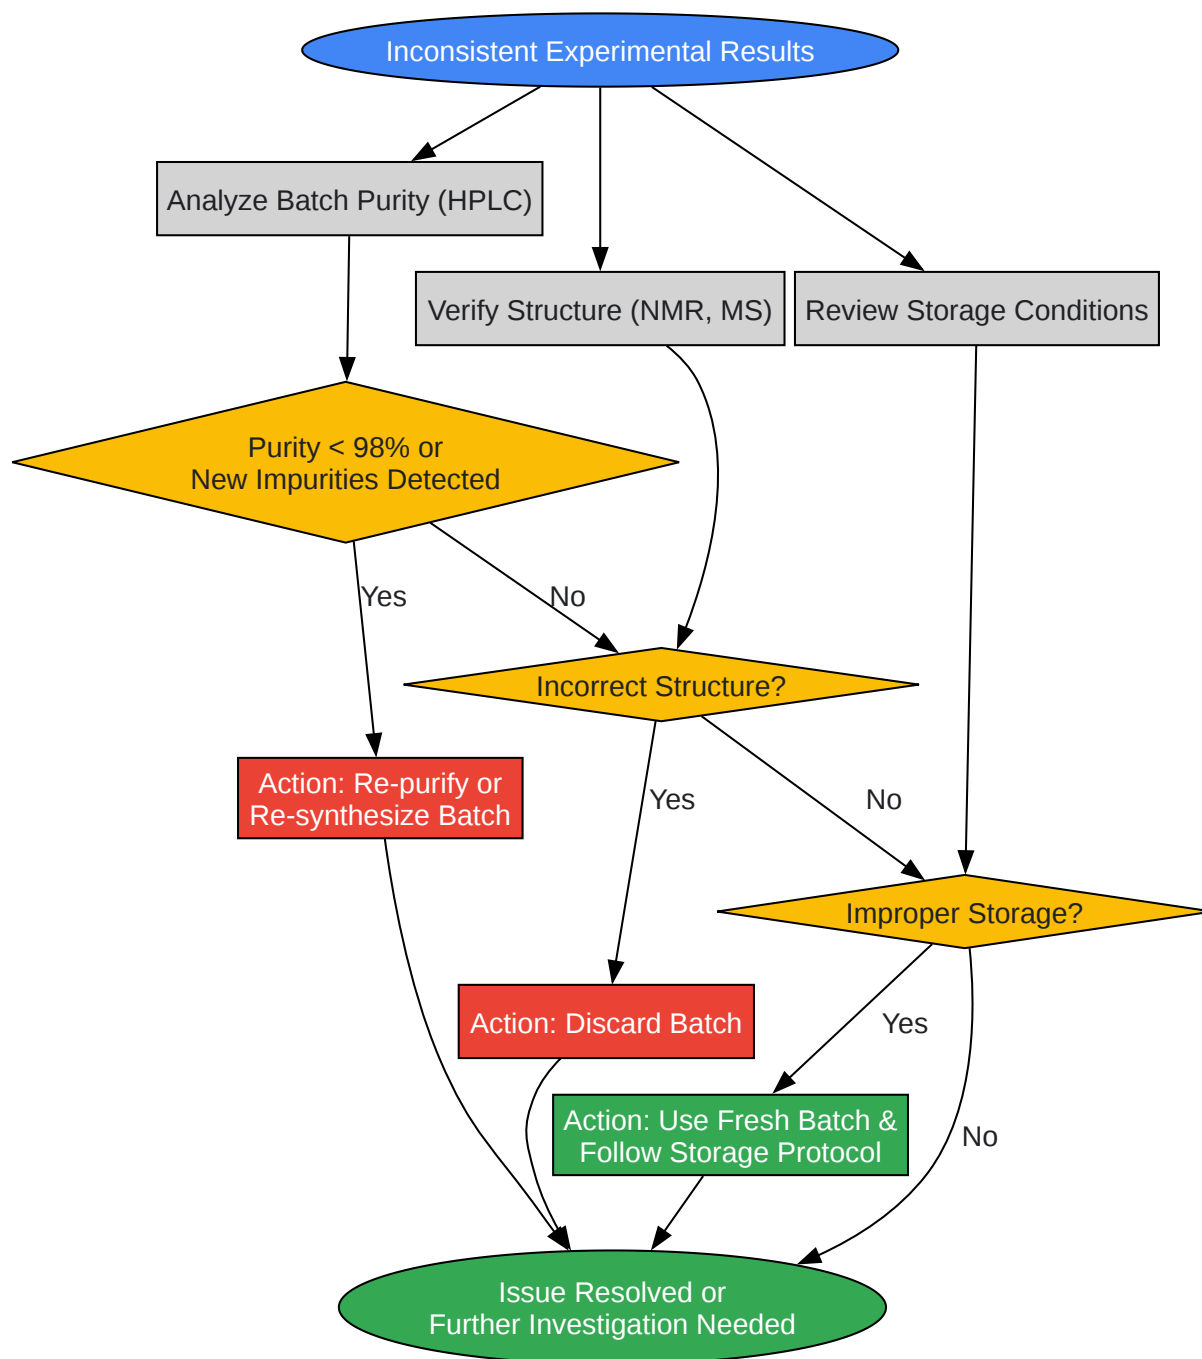 Inconsistent Experimental Results
Analyze Batch Purity (HPLC)
Verify Structure (NMR, MS)
Review Storage Conditions
Purity < 98% or
New Impurities Detected
Yes
No
Incorrect Structure?
Action: Re-purify or
Re-synthesize Batch
Yes
No
Improper Storage?
Action: Discard Batch
Yes
Action: Use Fresh Batch &
Follow Storage Protocol
No
Issue Resolved or
Further Investigation Needed